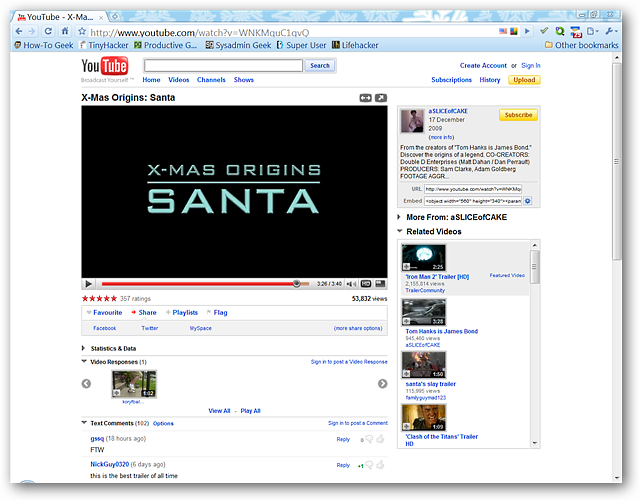 YouTube - X-Ma...
http://www.youtube.com/watch?v=WNKMquC1gvQ
How-To Geek TinyHacker Productive G... Sysadmin Geek Super User Lifehacker Other bookmarks
YouTube
Broadcast Yourself ™
Search
Create Account or Sign In
Home Videos Channels Shows
Subscriptions History Upload
X-Mas Origins: Santa
X-MAS ORIGINS
SANTA
3:26 / 3:40 HD
357 ratings 53,832 views
Favourite Share Playlists Flag
Facebook Twitter MySpace (more share options)
Statistics & Data
Video Responses (1) Sign in to post a Video Response
1:02
View All - Play All
Text Comments (102) Options Sign in to post a Comment
gssq (18 hours ago) Reply 0
FTW
NickGuy0320 (6 days ago) Reply +1
this is the best trailer of all time
aSLICEofCAKE
17 December
2009
(more info)
Subscribe
From the creators of "Tom Hanks is James Bond."
Discover the origins of a legend. CO-CREATORS:
Double D Enterprises (Matt Dahan / Dan Perrault)
PRODUCERS: Sam Clarke, Adam Goldberg
FOOTAGE AGGR...
URL http://www.youtube.com/watch?v=WNKMqu
Embed <object width="560" height="340"><param
More From: aSLICEofCAKE
Related Videos
2:25
'Iron Man 2' Trailer [HD]
2,155,814 views
TrailerCommunity
Featured Video
3:28
Tom Hanks is James Bond
945,460 views
aSLICEofCAKE
1:50
santa's slay trailer
115,995 views
familyguymad123
1:09
'Clash of the Titans' Trailer
HD